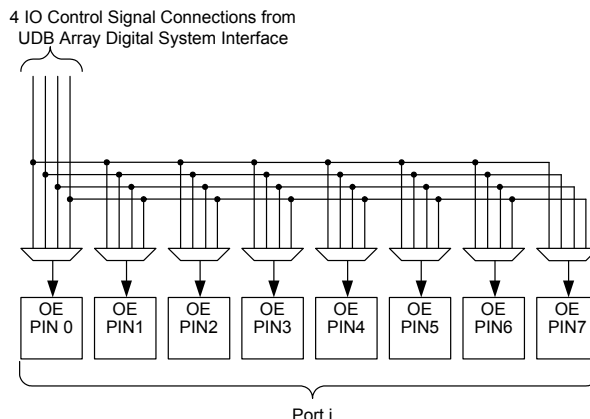 4 IO Control Signal Connections from
UDB Array Digital System Interface
OE
PIN 0
OE
PIN1
OE
PIN2
OE
PIN3
OE
PIN4
OE
PIN5
OE
PIN6
OE
PIN7
Port i